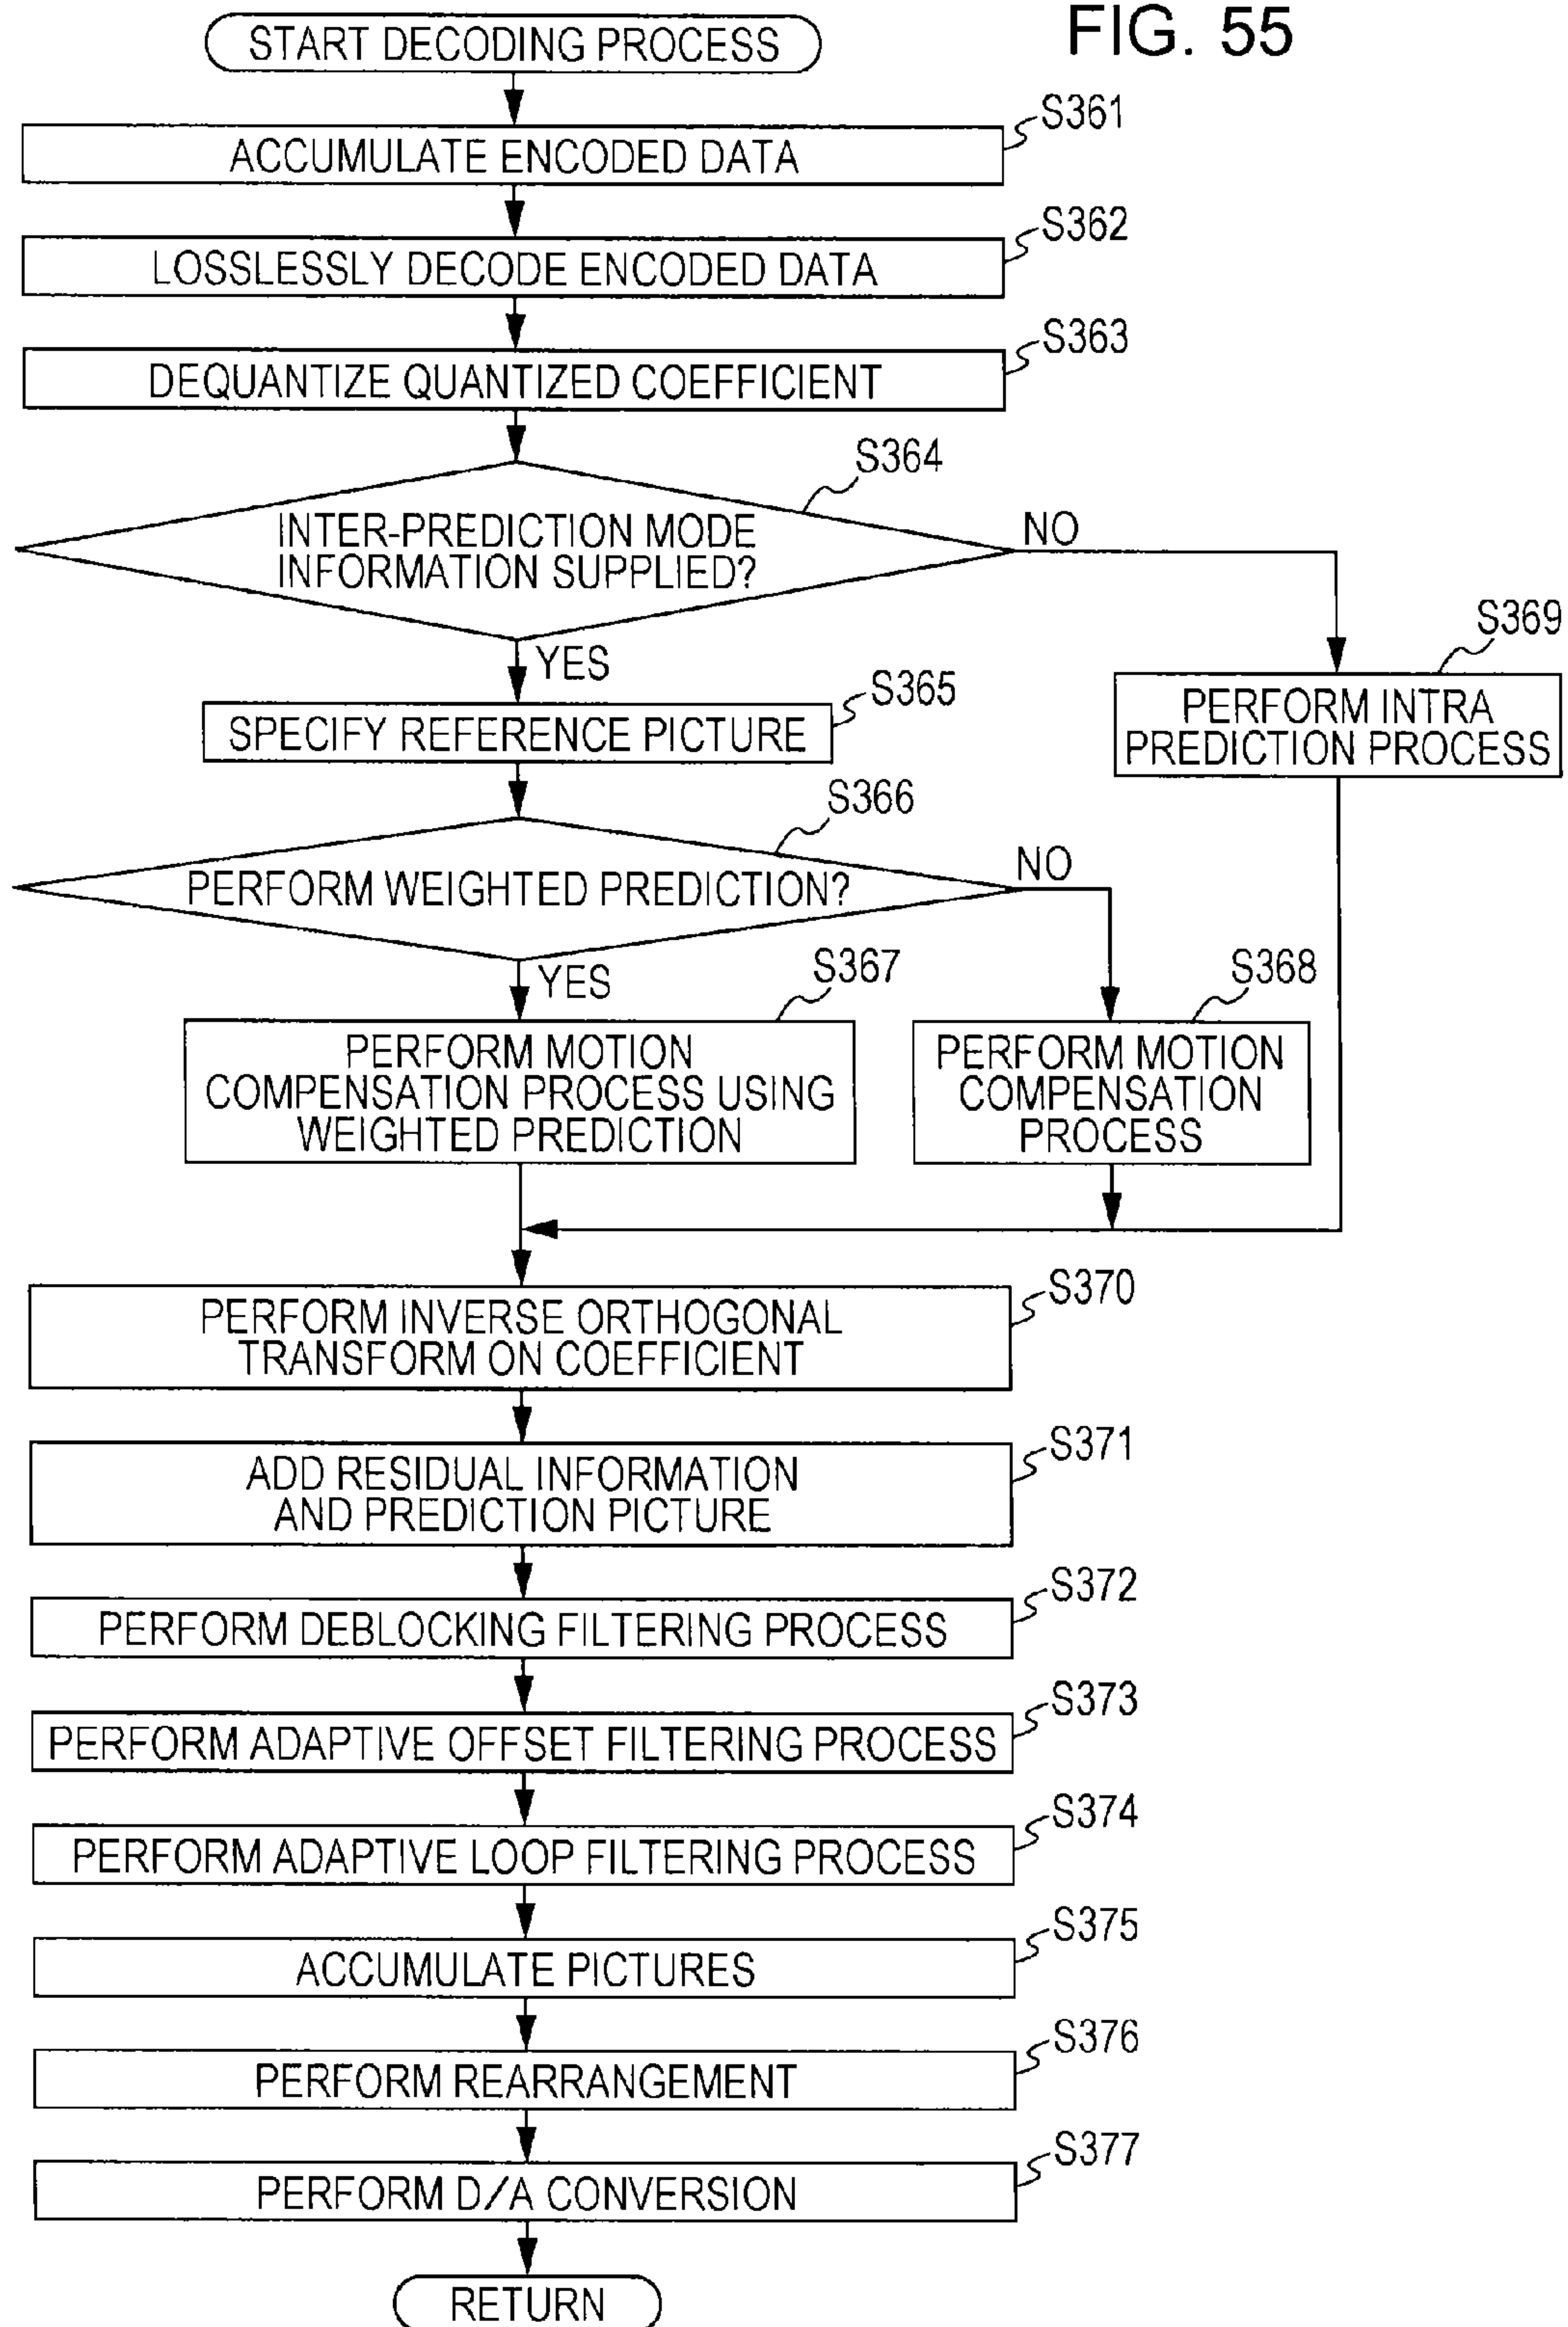 FIG. 55
START DECODING PROCESS
S361
ACCUMULATE ENCODED DATA
S362
LOSSLESSLY DECODE ENCODED DATA
S363
DEQUANTIZE QUANTIZED COEFFICIENT
S364
INTER-PREDICTION MODE
INFORMATION SUPPLIED?
NO
YES
S369
PERFORM INTRA
PREDICTION PROCESS
S365
SPECIFY REFERENCE PICTURE
S366
PERFORM WEIGHTED PREDICTION?
NO
YES
S367
PERFORM MOTION
COMPENSATION PROCESS USING
WEIGHTED PREDICTION
S368
PERFORM MOTION
COMPENSATION
PROCESS
S370
PERFORM INVERSE ORTHOGONAL
TRANSFORM ON COEFFICIENT
S371
ADD RESIDUAL INFORMATION
AND PREDICTION PICTURE
S372
PERFORM DEBLOCKING FILTERING PROCESS
S373
PERFORM ADAPTIVE OFFSET FILTERING PROCESS
S374
PERFORM ADAPTIVE LOOP FILTERING PROCESS
S375
ACCUMULATE PICTURES
S376
PERFORM REARRANGEMENT
S377
PERFORM D/A CONVERSION
RETURN